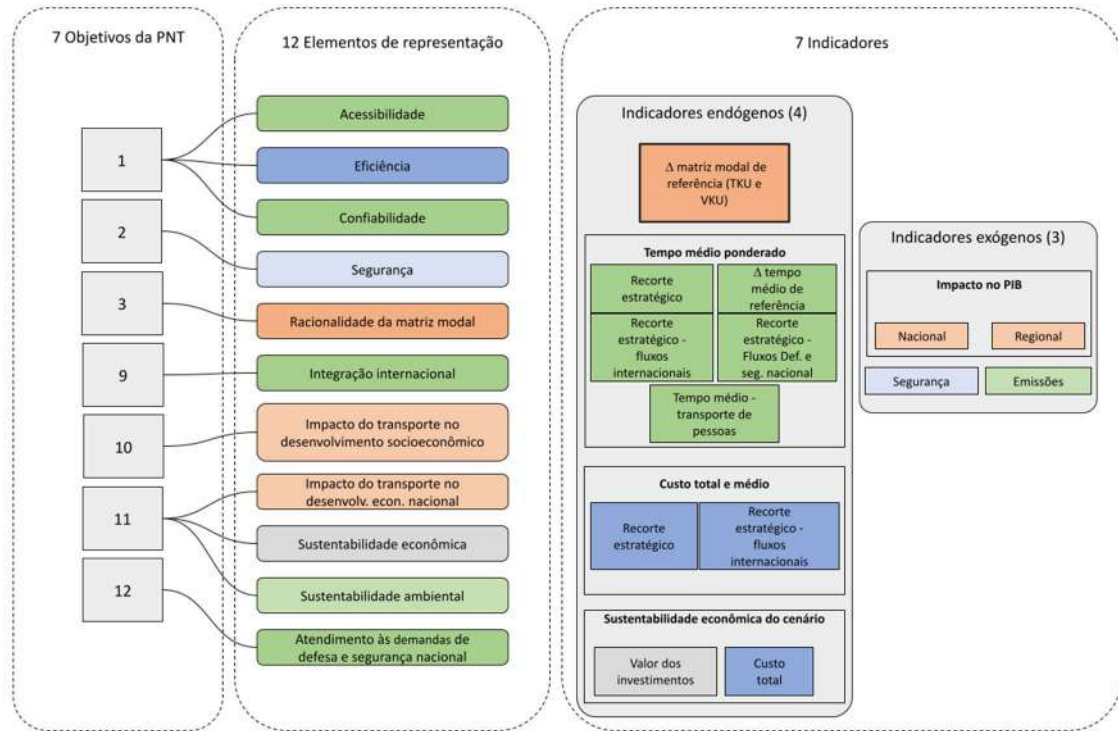 7 Objetivos da PNT
12 Elementos de representação
7 Indicadores
1
2
3
9
10
11
12
Acessibilidade
Eficiência
Confiabilidade
Segurança
Racionalidade da matriz modal
Integração internacional
Impacto do transporte no
desenvolvimento socioeconômico
Impacto do transporte no
desenvolv. econ. nacional
Sustentabilidade econômica
Sustentabilidade ambiental
Atendimento às demandas de
defesa e segurança nacional
Indicadores endógenos (4)
Δ matriz modal de
referência (TKU e
VKU)
Tempo médio ponderado
Recorte
estratégico
Δ tempo
médio de
referência
Recorte
estratégico -
fluxos
internacionais
Recorte
estratégico -
Fluxos Def. e
seg. nacional
Tempo médio -
transporte de
pessoas
Custo total e médio
Recorte
estratégico
Recorte
estratégico -
fluxos
internacionais
Sustentabilidade econômica do cenário
Valor dos
investimentos
Custo
total
Indicadores exógenos (3)
Impacto no PIB
Nacional
Regional
Segurança
Emissões